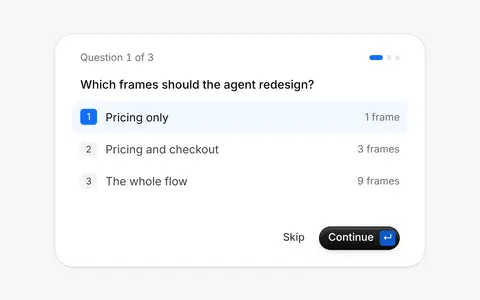 Question 1 of 3
Which frames should the agent redesign?
1 Pricing only 1 frame
2 Pricing and checkout 3 frames
3 The whole flow 9 frames
Skip Continue ↵